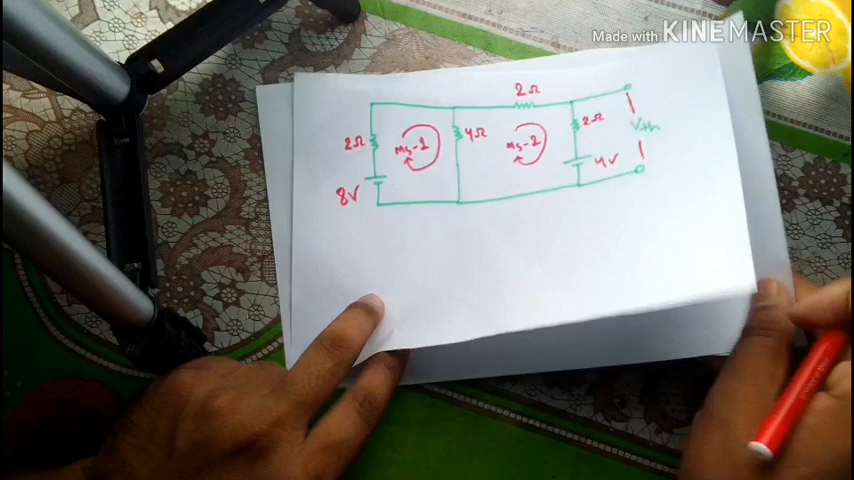 Made with KINEMASTER
2Ω
2Ω
4Ω
2Ω
Vth
ms-1
ms-2
4V
8V